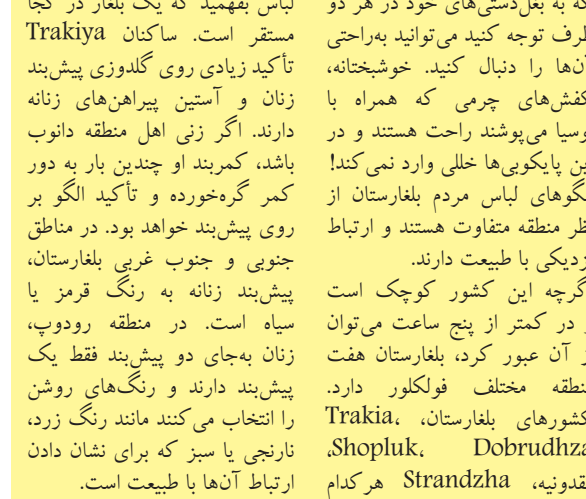 که به بغل‌دستی‌های خود در هر دو
طرف توجه کنید می‌توانید به‌راحتی
آن‌ها را دنبال کنید. خوشبختانه،
کفش‌های چرمی که همراه با
می‌پوشند راحت هستند و در
این پایکوبی‌ها خللی وارد نمی‌کند!
الگوهای لباس مردم بلغارستان از
نظر منطقه متفاوت هستند و ارتباط
نزدیکی با طبیعت دارند.
اگرچه این کشور کوچک است
و در کمتر از پنج ساعت می‌توان
از آن عبور کرد، بلغارستان هفت
منطقه مختلف فولکلور دارد.
کشورهای بلغارستان، Trakia،
Dobrudzha، Shopluk،
مقدونیه، Strandzha هرکدام
لباس بفهمید که یک بلغار در کجا
مستقر است. ساکنان Trakiya
تأکید زیادی روی گلدوزی پیش‌بند
زنان و آستین پیراهن‌های زنانه
دارند. اگر زنی اهل منطقه دانوب
باشد، کمربند او چندین بار به دور
کمر گره‌خورده و تأکید الگو بر
روی پیش‌بند خواهد بود. در مناطق
جنوبی و جنوب غربی بلغارستان،
پیش‌بند زنانه به رنگ قرمز یا
سیاه است. در منطقه رودوپ،
زنان به‌جای دو پیش‌بند فقط یک
پیش‌بند دارند و رنگ‌های روشن
را انتخاب می‌کنند مانند رنگ زرد،
نارنجی یا سبز که برای نشان دادن
ارتباط آن‌ها با طبیعت است.